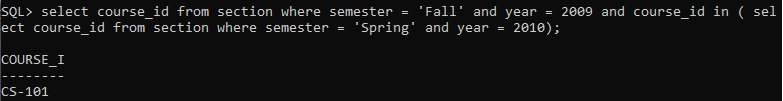 SQL> select course_id from section where semester = 'Fall' and year = 2009 and course_id in ( sel
ect course_id from section where semester = 'Spring' and year = 2010);
COURSE_I
--------
CS-101